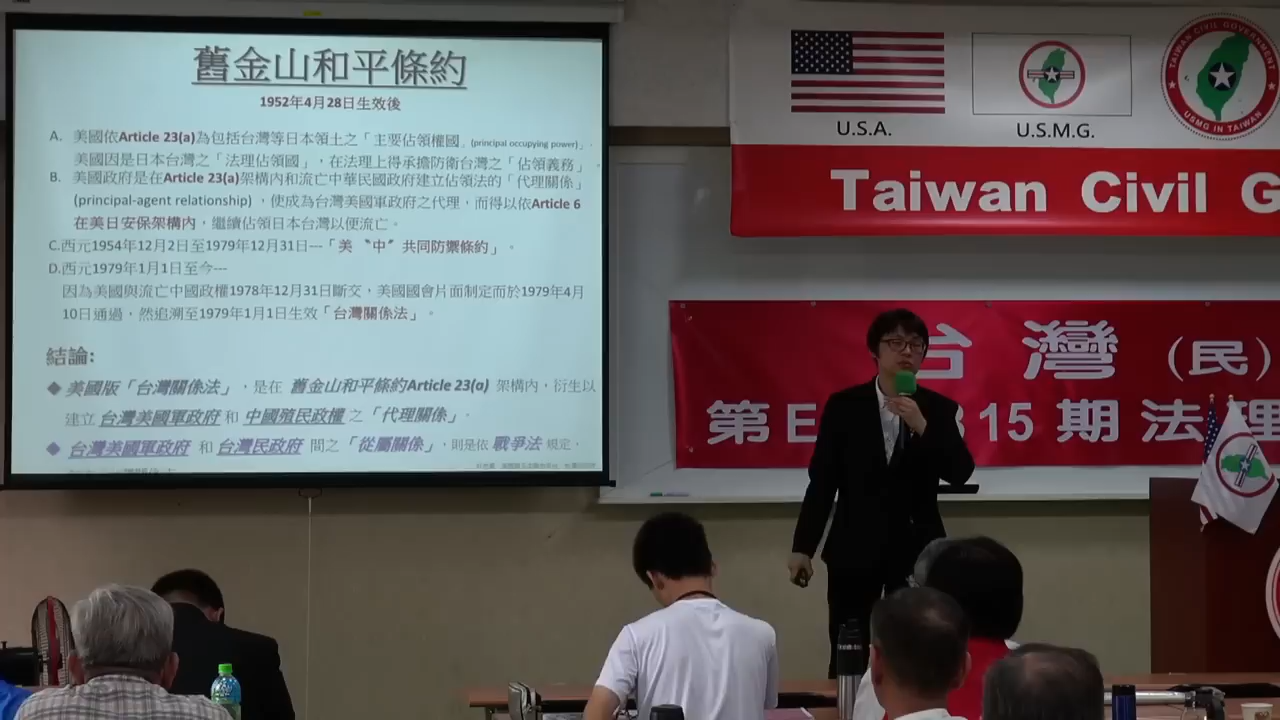 舊金山和平條約
1952年4月28日生效後
A. 美國依Article 23(a)為包括台灣等日本領土之「主要佔領權國」(principal occupying power)」,
美國因是日本台灣之「法理佔領國」,在法理上得承擔防衛台灣之「佔領義務」.
B. 美國政府是在Article 23(a)架構內和流亡中華民國政府建立佔領法的「代理關係」
(principal-agent relationship) ,使成為台灣美國軍政府之代理,而得以依Article 6
在美日安保架構內,繼續佔領日本台灣以便流亡。
C.西元1954年12月2日至1979年12月31日---「美〝中〞共同防禦條約」。
D.西元1979年1月1日至今---
因為美國與流亡中國政權1978年12月31日斷交,美國國會片面制定而於1979年4月
10日通過,然追溯至1979年1月1日生效「台灣關係法」。
結論:
◆ 美國版「台灣關係法」,是在 舊金山和平條約Article 23(a) 架構內,衍生以
建立 台灣美國軍政府 和 中國殖民政權 之「代理關係」.
◆ 台灣美國軍政府 和 台灣民政府 間之「從屬關係」,則是依 戰爭法 規定,
U.S.A.
U.S.M.G.
TAIWAN CIVIL GOVERNMENT
USMG IN TAIWAN
Taiwan Civil G
台灣(民)
第E 15期法理